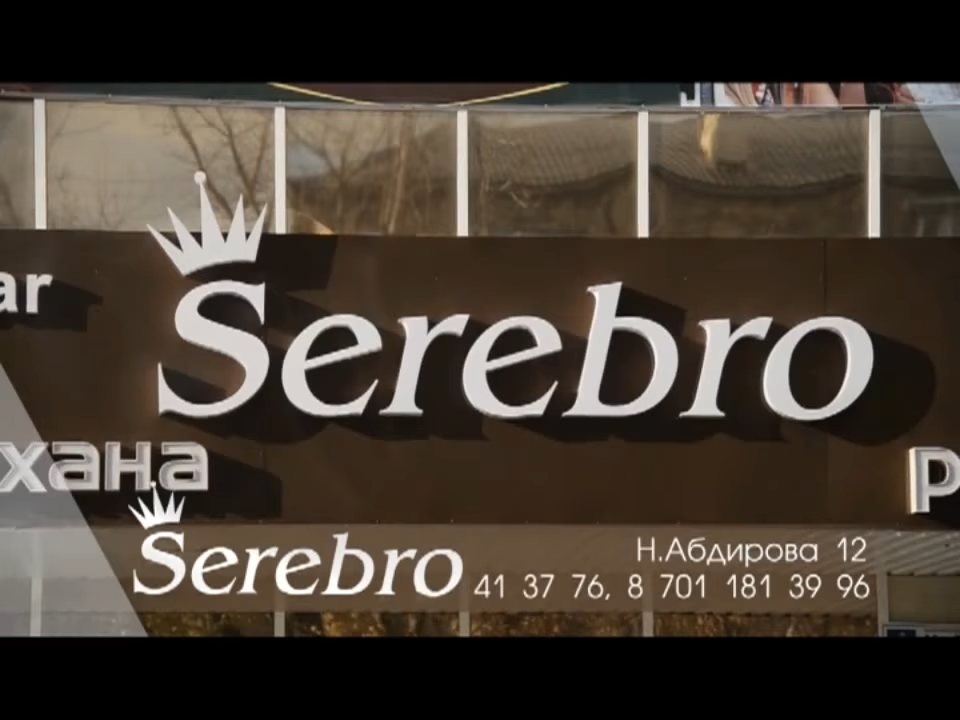 ar
Serebro
хана
Р
Serebro
Н.Абдирова 12
41 37 76, 8 701 181 39 96